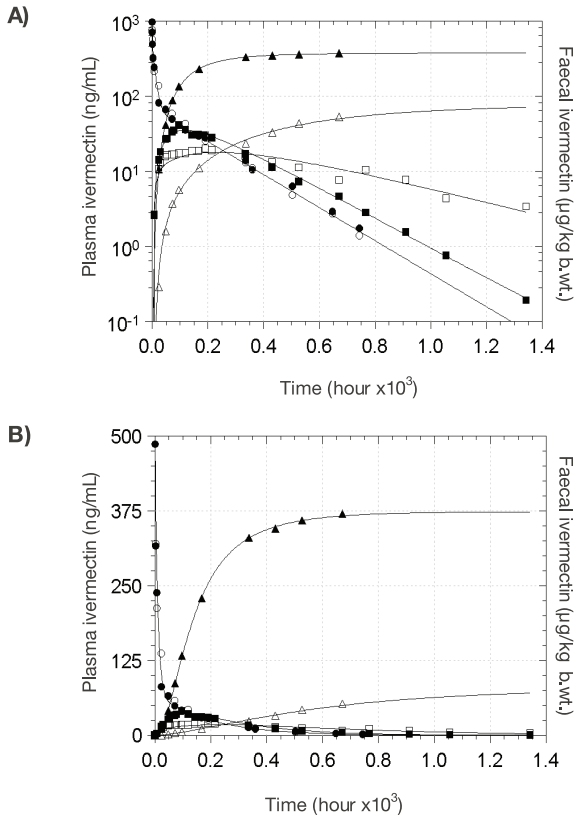 A)
10³
10²
10¹
10⁰
10⁻¹
Plasma ivermectin (ng/mL)
Faecal ivermectin (µg/kg b.wt.)
0.0 0.2 0.4 0.6 0.8 1.0 1.2 1.4
Time (hour x10³)
B)
500
375
250
125
0
Plasma ivermectin (ng/mL)
Faecal ivermectin (µg/kg b.wt.)
0.0 0.2 0.4 0.6 0.8 1.0 1.2 1.4
Time (hour x10³)